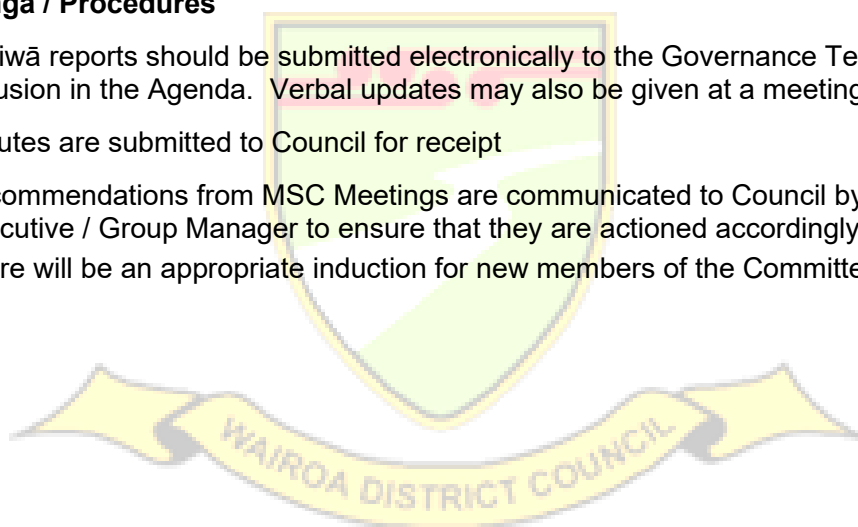 nga / Procedures
iwā reports should be submitted electronically to the Governance Te
usion in the Agenda. Verbal updates may also be given at a meeting
utes are submitted to Council for receipt
commendations from MSC Meetings are communicated to Council by
ecutive / Group Manager to ensure that they are actioned accordingly
re will be an appropriate induction for new members of the Committe
WAIROA DISTRICT COUNCIL